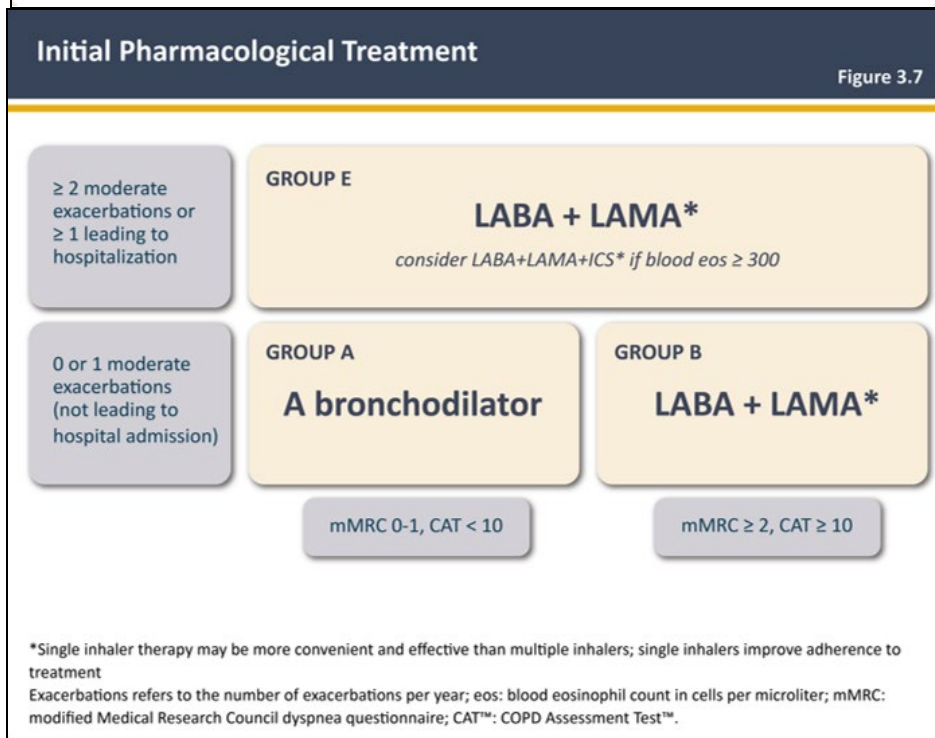 Initial Pharmacological Treatment
Figure 3.7
≥ 2 moderate
exacerbations or
≥ 1 leading to
hospitalization
GROUP E
LABA + LAMA*
consider LABA+LAMA+ICS* if blood eos ≥ 300
0 or 1 moderate
exacerbations
(not leading to
hospital admission)
GROUP A
A bronchodilator
GROUP B
LABA + LAMA*
mMRC 0-1, CAT < 10
mMRC ≥ 2, CAT ≥ 10
*Single inhaler therapy may be more convenient and effective than multiple inhalers; single inhalers improve adherence to
treatment
Exacerbations refers to the number of exacerbations per year; eos: blood eosinophil count in cells per microliter; mMRC:
modified Medical Research Council dyspnea questionnaire; CAT™: COPD Assessment Test™.